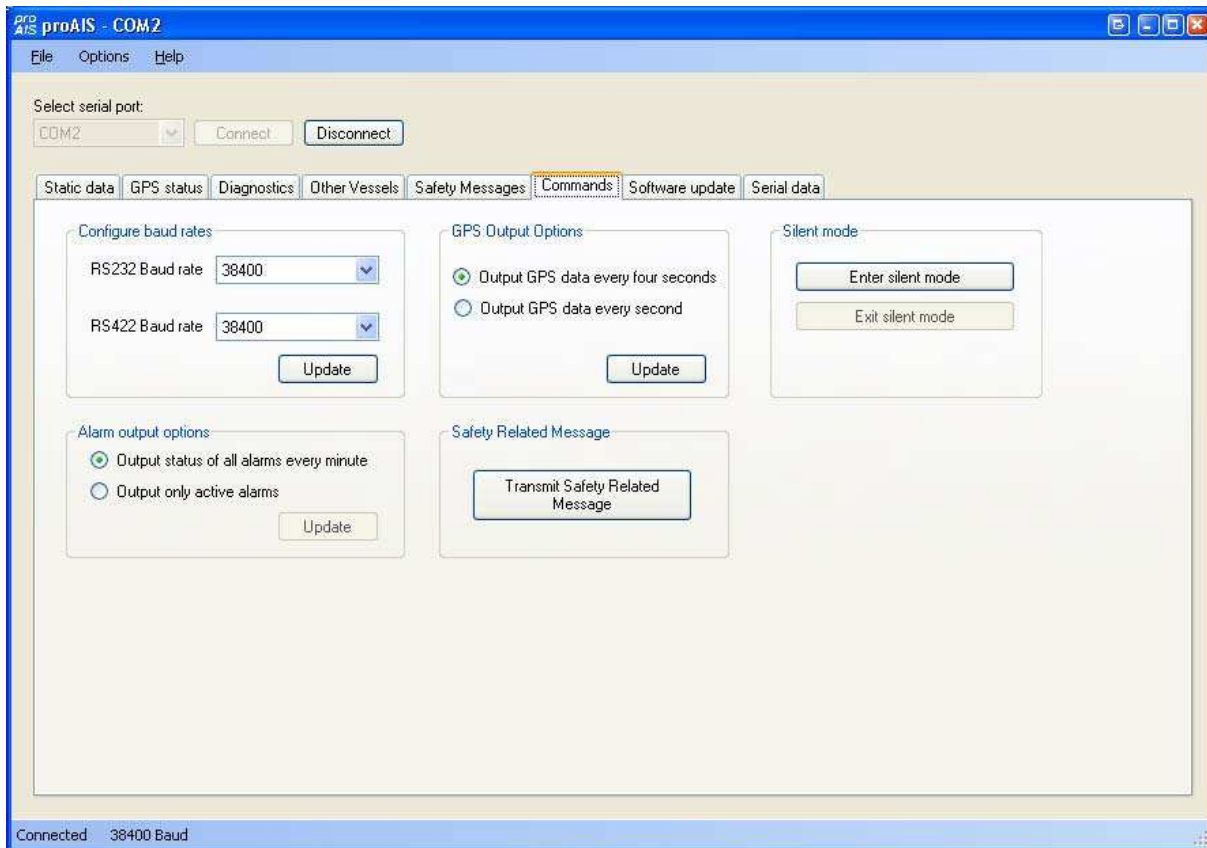 pro AIS proAIS - COM2
File Options Help
Select serial port:
COM2 Connect Disconnect
Static data GPS status Diagnostics Other Vessels Safety Messages Commands Software update Serial data
Configure baud rates
RS232 Baud rate 38400
RS422 Baud rate 38400
Update
GPS Output Options
Output GPS data every four seconds
Output GPS data every second
Update
Silent mode
Enter silent mode
Exit silent mode
Alarm output options
Output status of all alarms every minute
Output only active alarms
Update
Safety Related Message
Transmit Safety Related
Message
Connected 38400 Baud